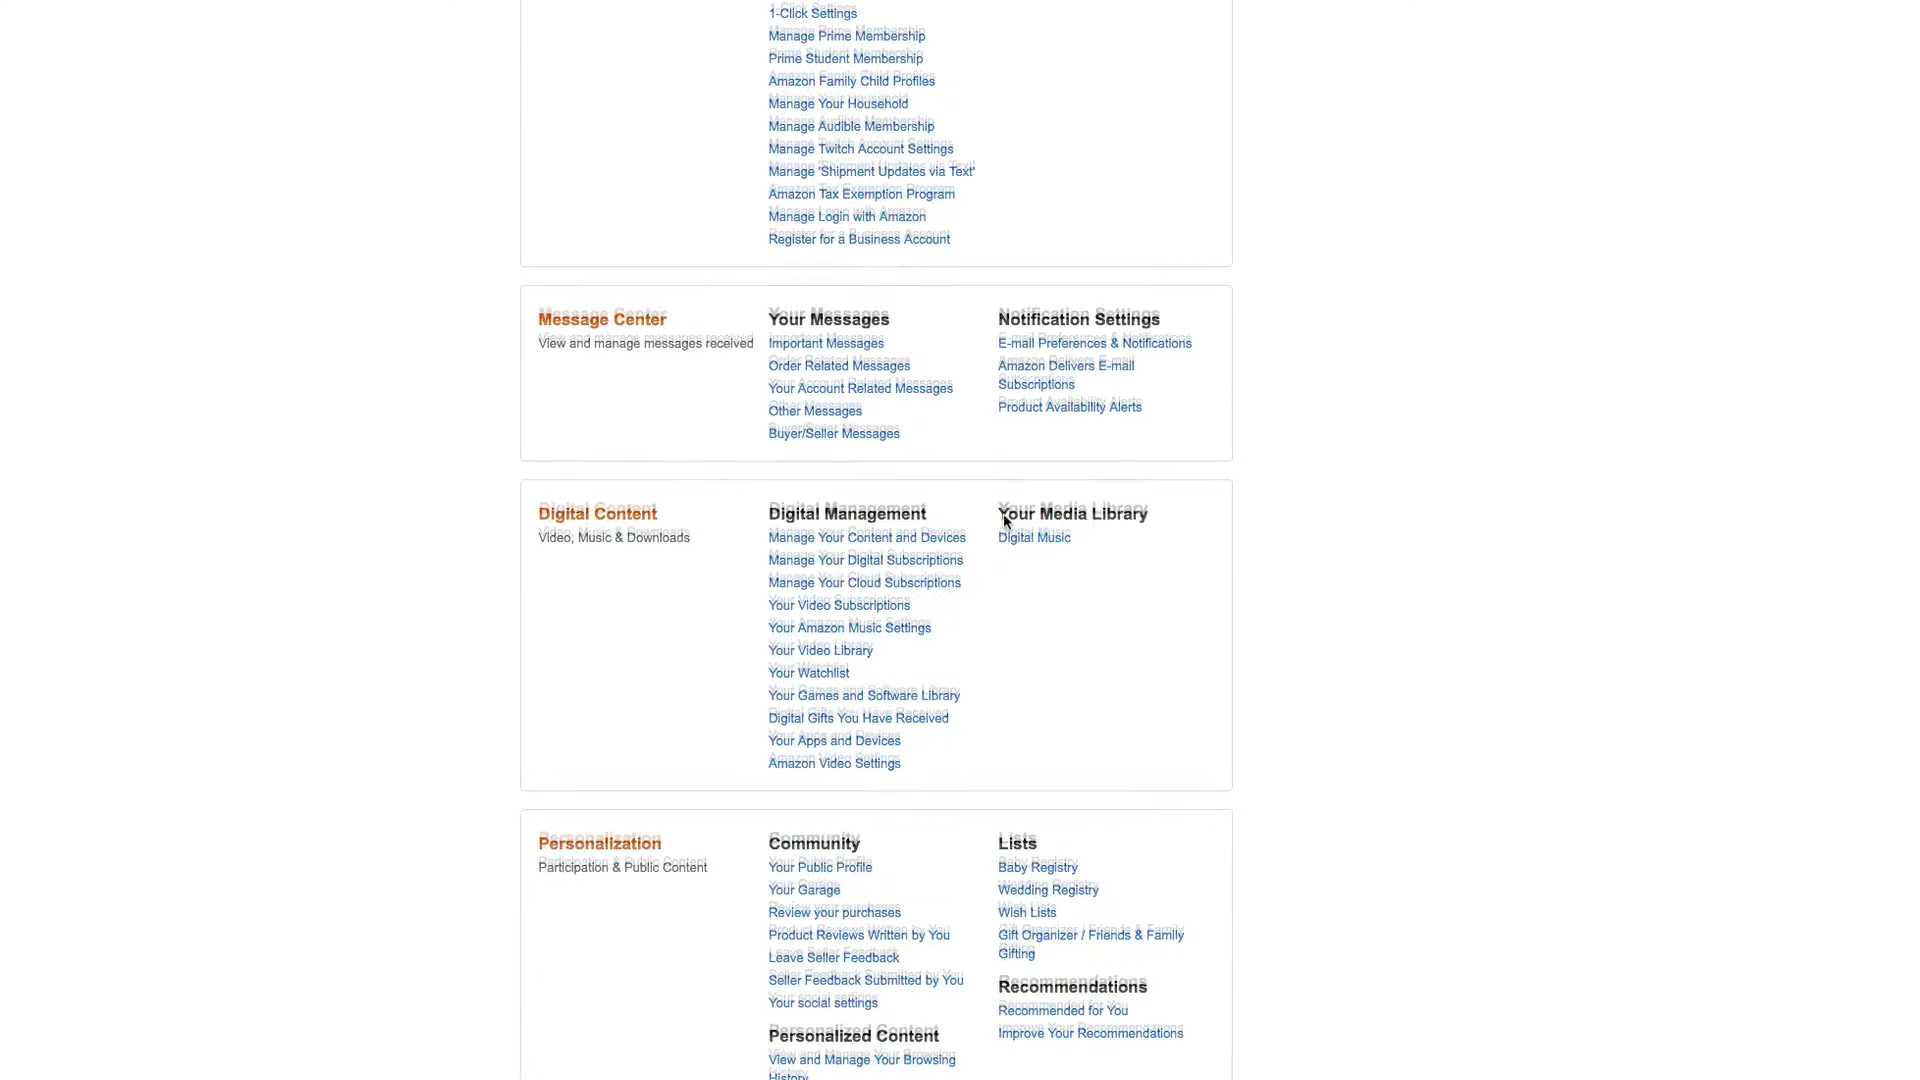 1-Click Settings
Manage Prime Membership
Prime Student Membership
Amazon Family Child Profiles
Manage Your Household
Manage Audible Membership
Manage Twitch Account Settings
Manage 'Shipment Updates via Text'
Amazon Tax Exemption Program
Manage Login with Amazon
Register for a Business Account
Message Center
View and manage messages received
Your Messages
Important Messages
Order Related Messages
Your Account Related Messages
Other Messages
Buyer/Seller Messages
Notification Settings
E-mail Preferences & Notifications
Amazon Delivers E-mail
Subscriptions
Product Availability Alerts
Digital Content
Video, Music & Downloads
Digital Management
Manage Your Content and Devices
Manage Your Digital Subscriptions
Manage Your Cloud Subscriptions
Your Video Subscriptions
Your Amazon Music Settings
Your Video Library
Your Watchlist
Your Games and Software Library
Digital Gifts You Have Received
Your Apps and Devices
Amazon Video Settings
Your Media Library
Digital Music
Personalization
Participation & Public Content
Community
Your Public Profile
Your Garage
Review your purchases
Product Reviews Written by You
Leave Seller Feedback
Seller Feedback Submitted by You
Your social settings
Personalized Content
View and Manage Your Browsing
History
Lists
Baby Registry
Wedding Registry
Wish Lists
Gift Organizer / Friends & Family
Gifting
Recommendations
Recommended for You
Improve Your Recommendations